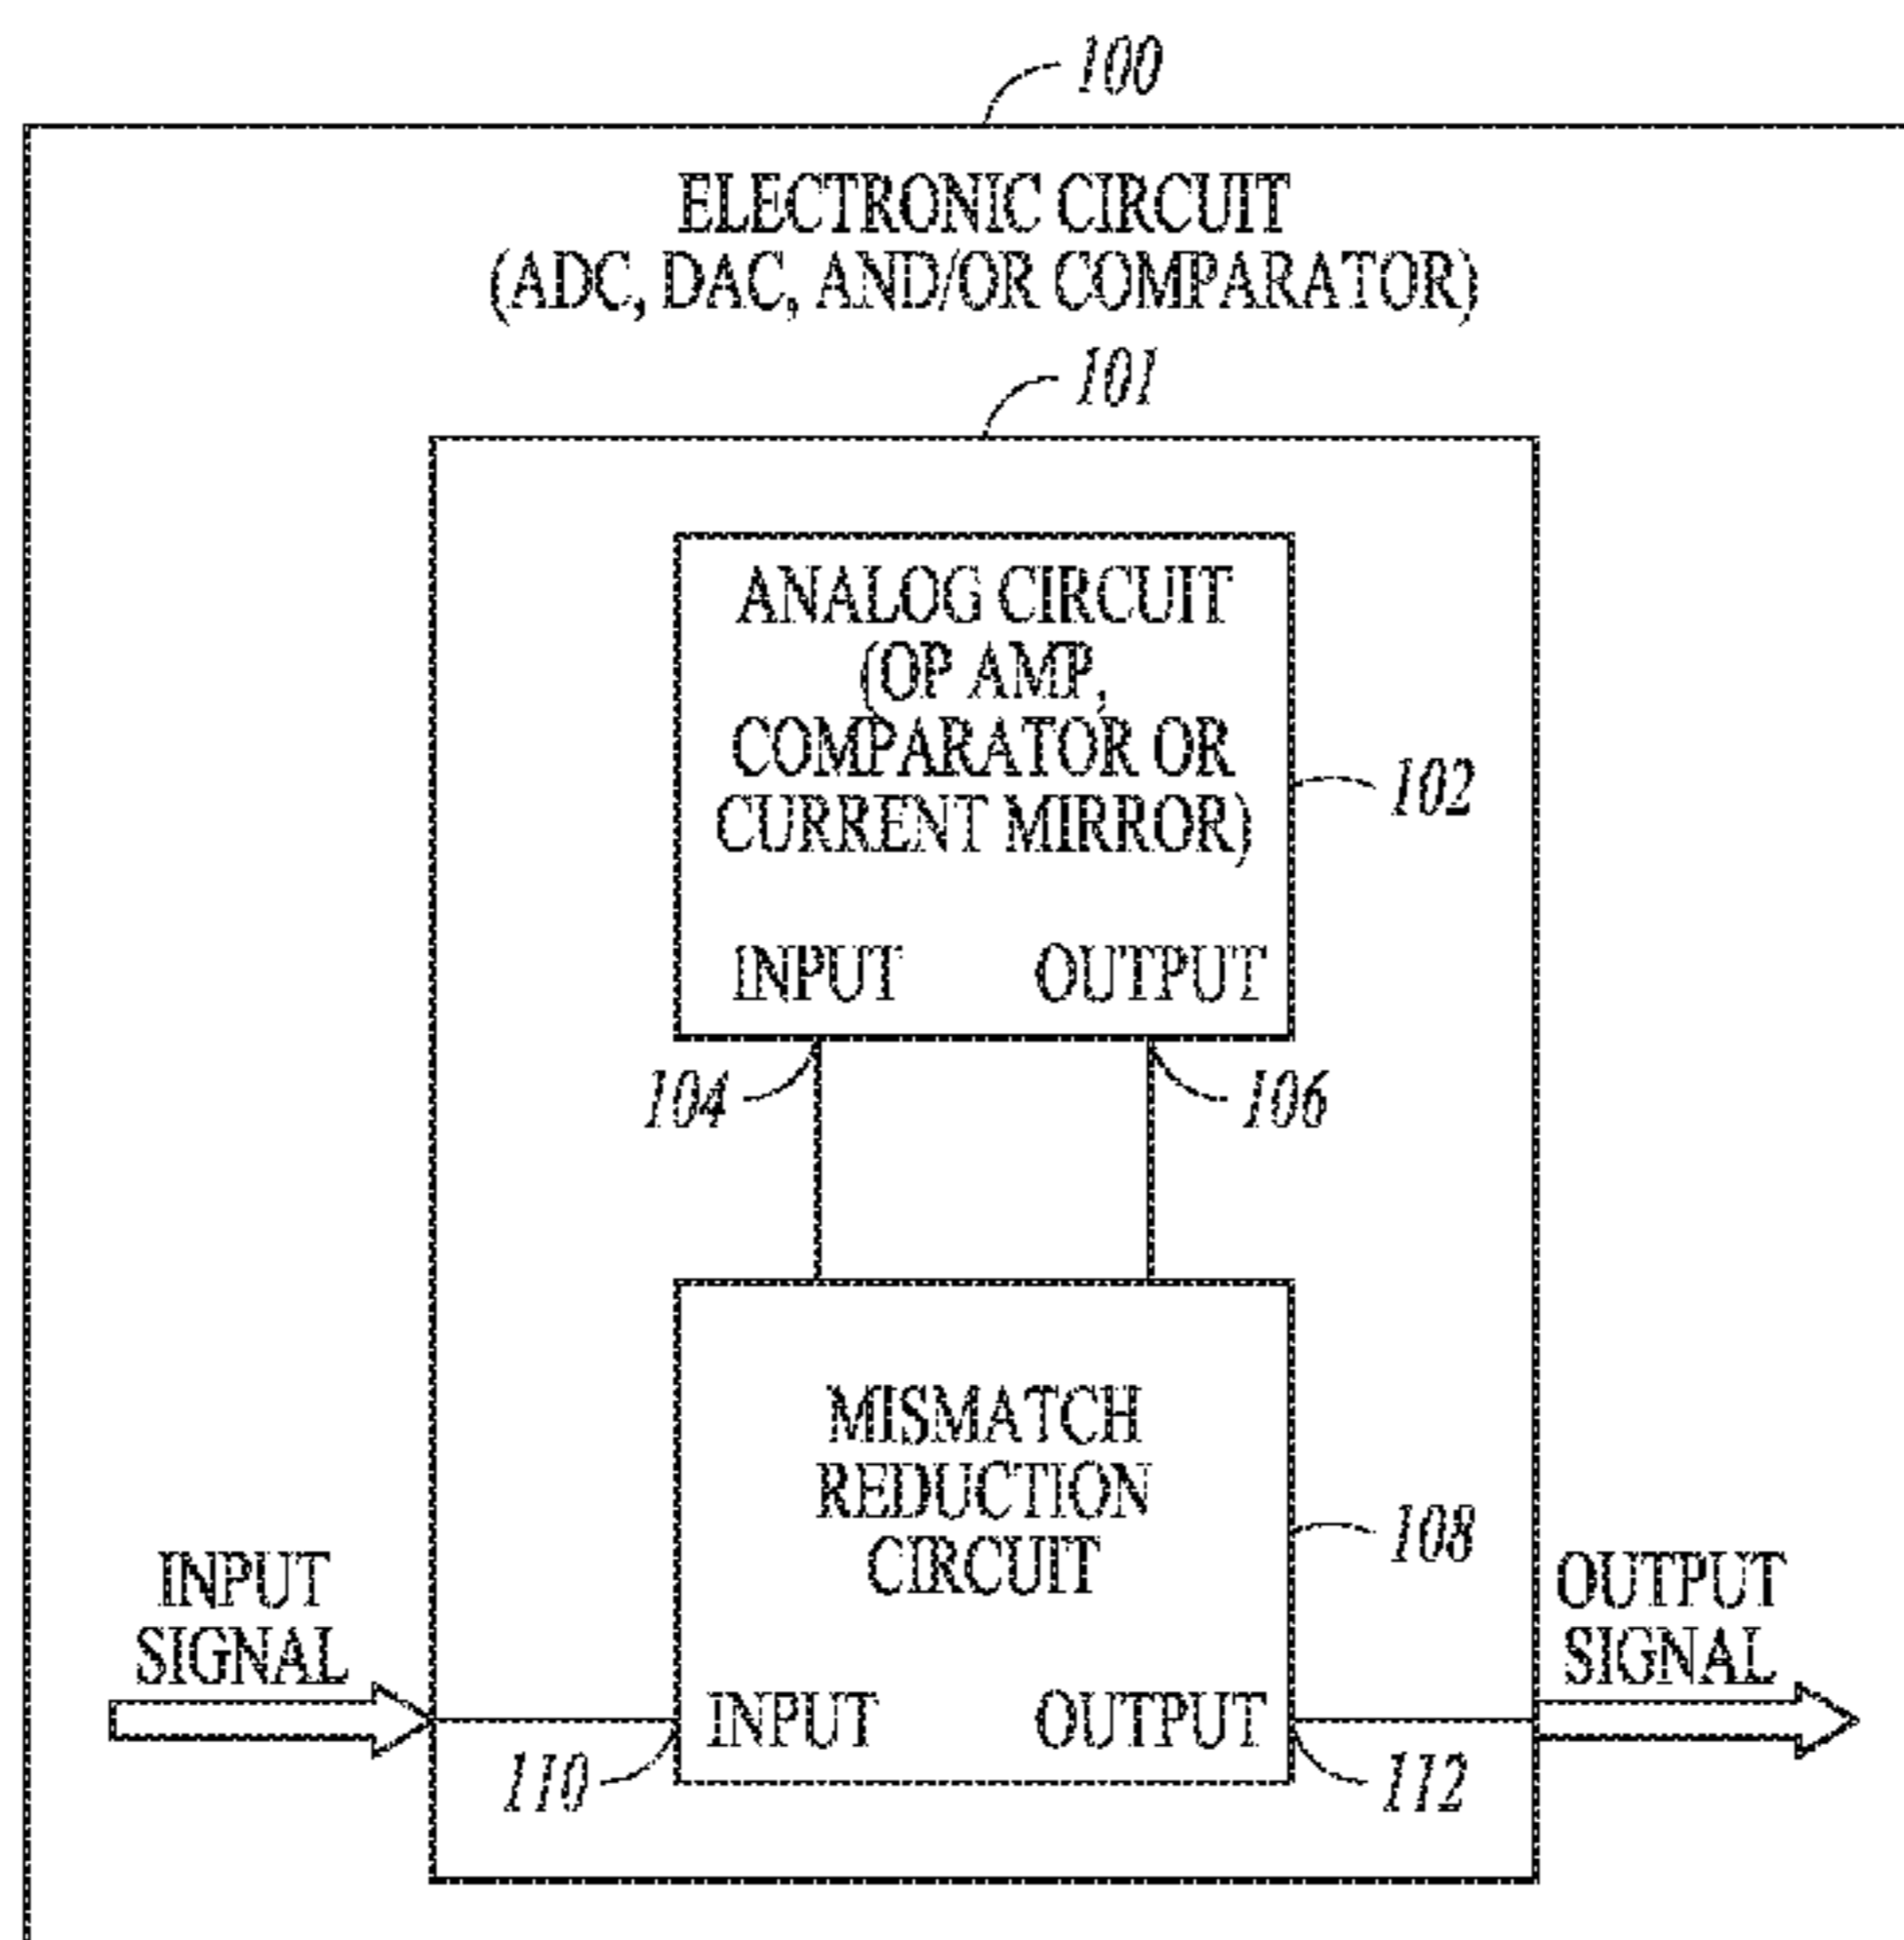 100
ELECTRONIC CIRCUIT
(ADC, DAC, AND/OR COMPARATOR)
101
ANALOG CIRCUIT
(OP AMP,
COMPARATOR OR
CURRENT MIRROR)
102
INPUT OUTPUT
104 106
MISMATCH
REDUCTION
CIRCUIT
108
INPUT
SIGNAL
OUTPUT
SIGNAL
INPUT OUTPUT
110 112